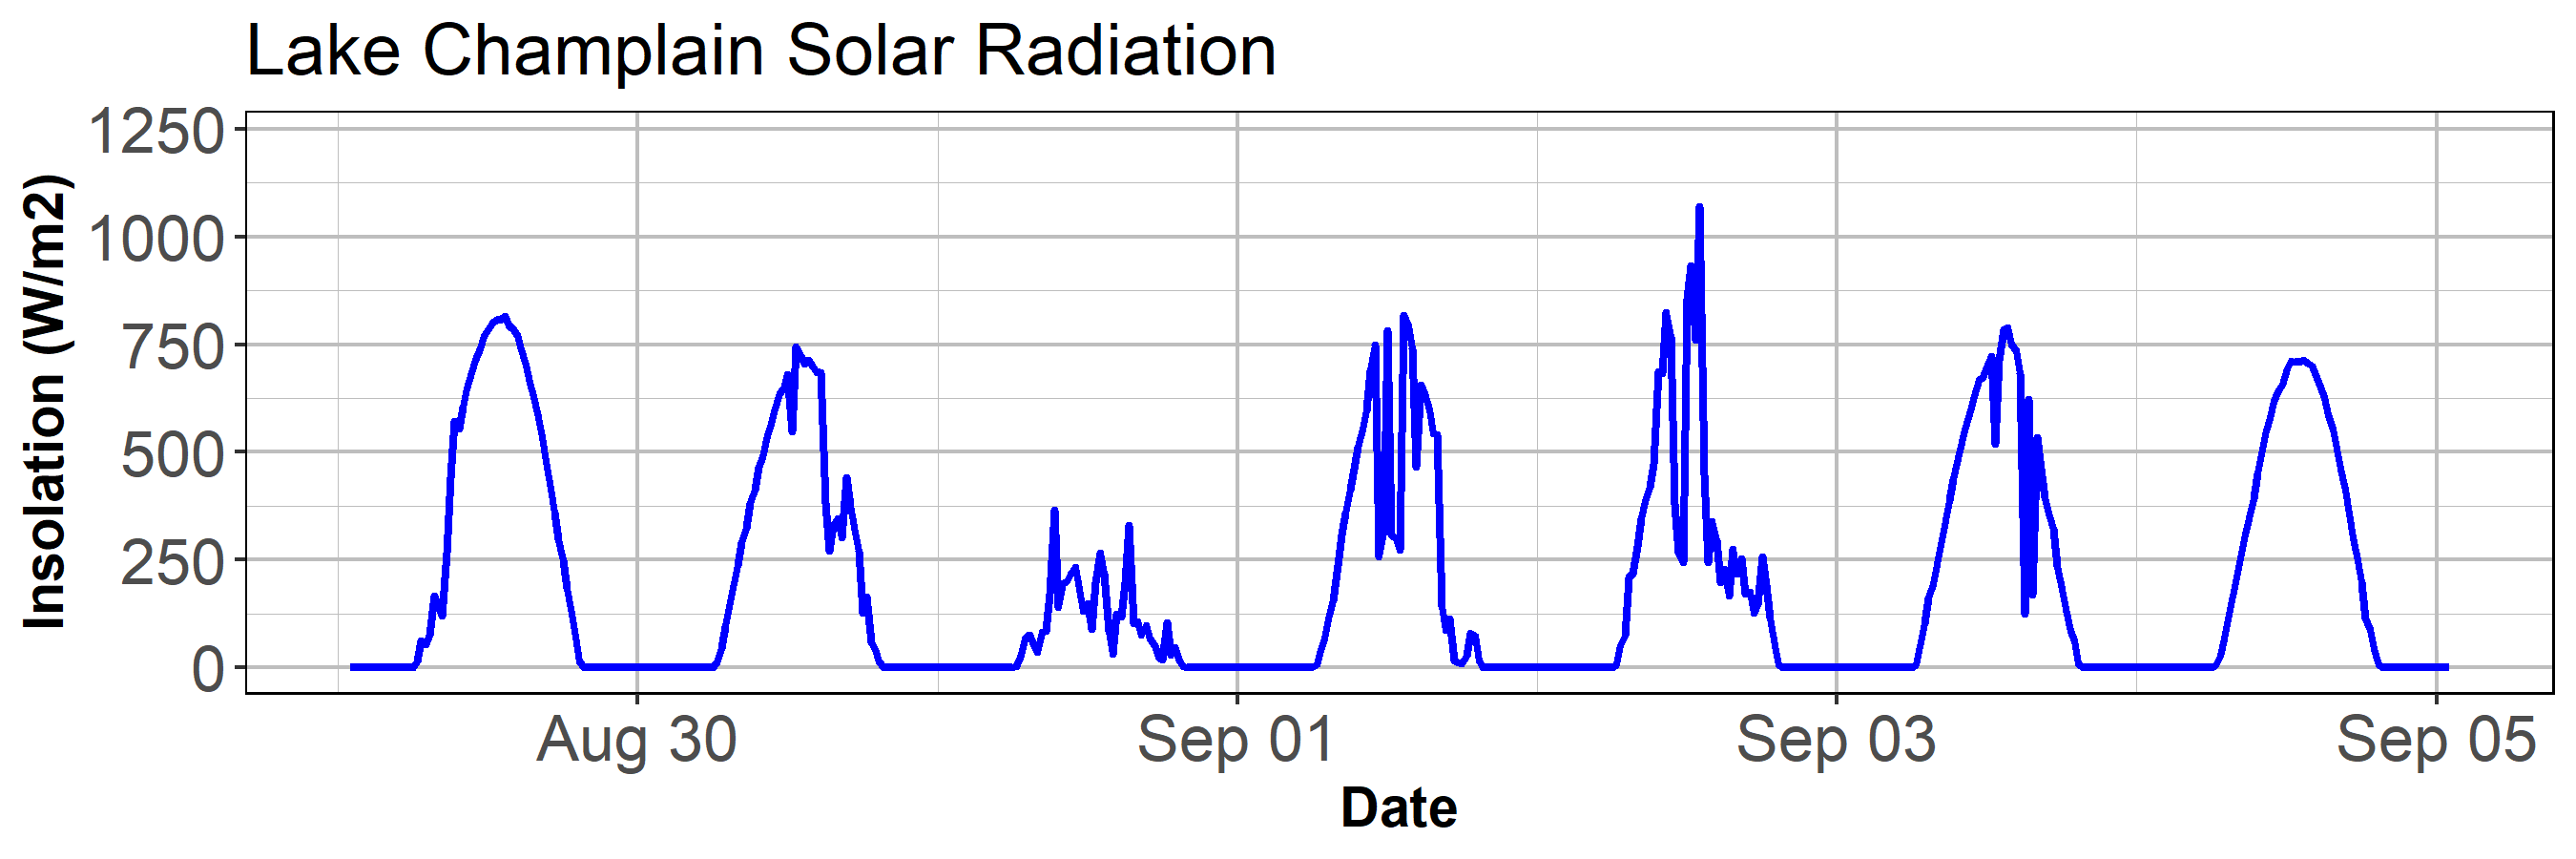 Lake Champlain Solar Radiation
Insolation (W/m2)
1250
1000
750
500
250
0
Aug 30 Sep 01 Sep 03 Sep 05
Date